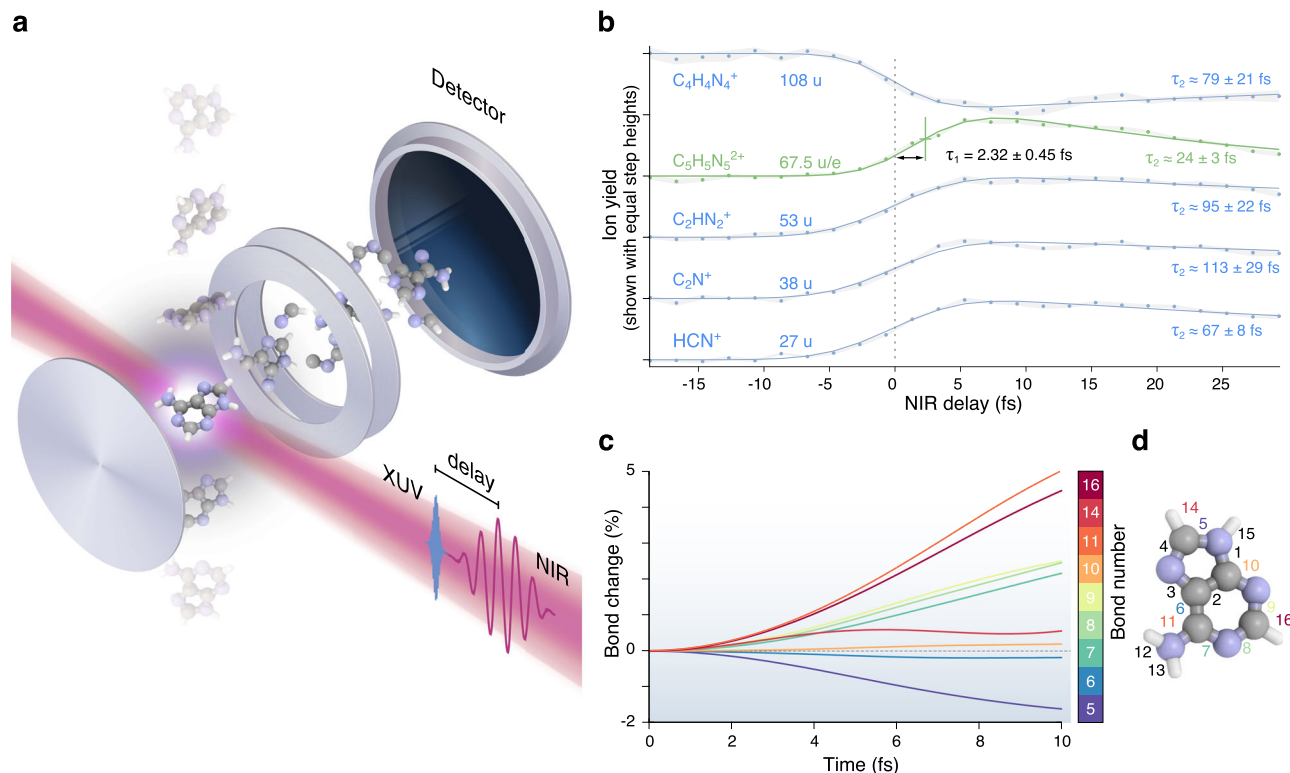 a
Detector
XUV
delay
NIR
b
Ion yield
(shown with equal step heights)
C₄H₄N₄⁺ 108 u τ₂ ≈ 79 ± 21 fs
C₅H₅N₅²⁺ 67.5 u/e τ₁ = 2.32 ± 0.45 fs τ₂ ≈ 24 ± 3 fs
C₂HN₂⁺ 53 u τ₂ ≈ 95 ± 22 fs
C₂N⁺ 38 u τ₂ ≈ 113 ± 29 fs
HCN⁺ 27 u τ₂ ≈ 67 ± 8 fs
-15 -10 -5 0 5 10 15 20 25
NIR delay (fs)
c
Bond change (%)
5
0
-2
0 2 4 6 8 10
Time (fs)
16
14
11
10
9
8
7
6
5
Bond number
d
14
5 15
4 1
10
3 2
6 9
11 16
12 7 8
13